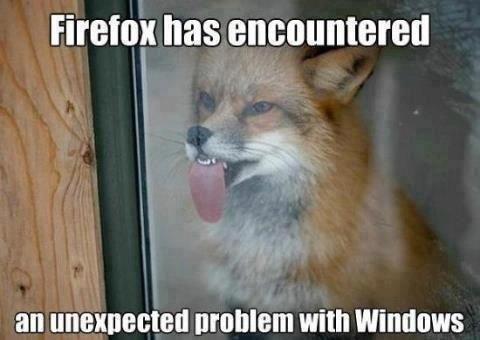 Firefox has encountered
an unexpected problem with Windows